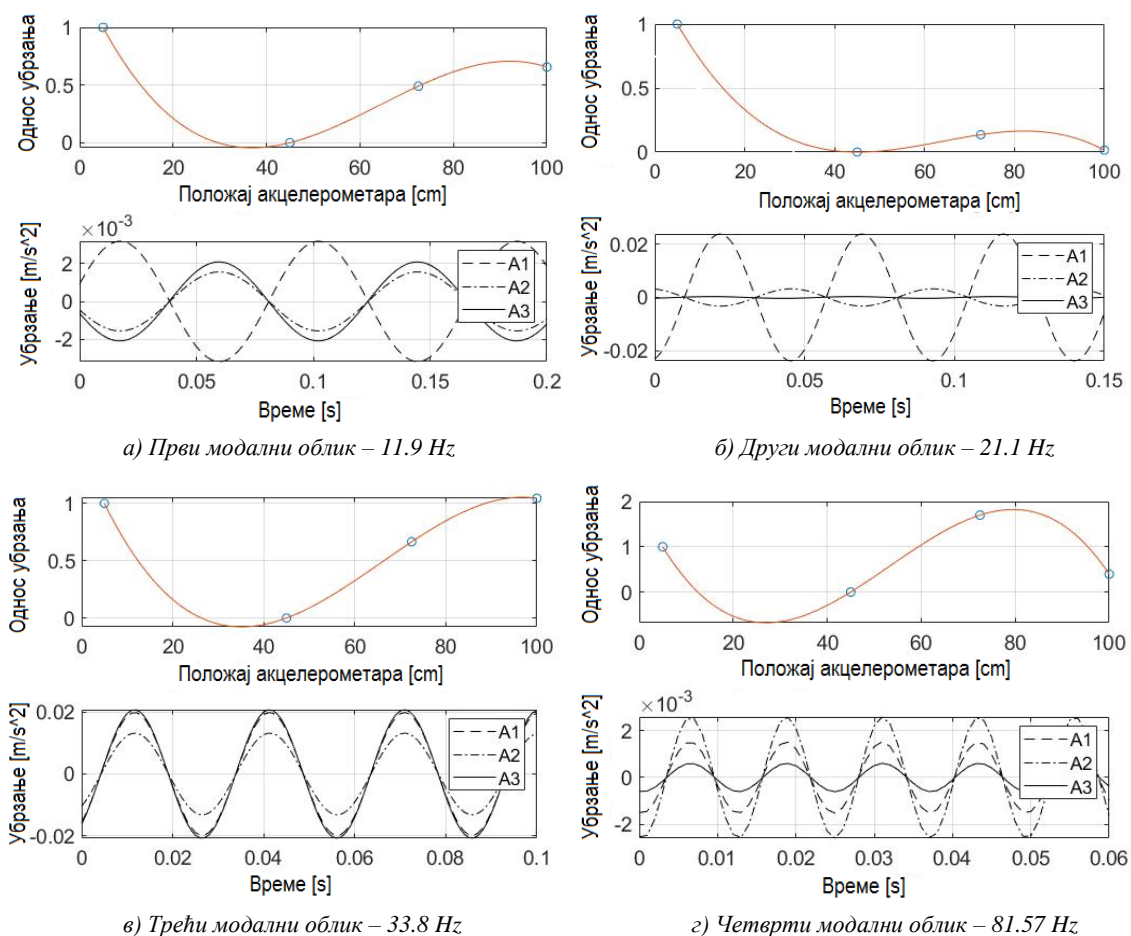 Однос убрзања
1
0.5
0
0 20 40 60 80 100
Положај акцелерометара [cm]
Убрзање [m/s^2]
×10⁻³
2
0
-2
A1
A2
A3
0 0.05 0.1 0.15 0.2
Време [s]
а) Први модални облик – 11.9 Hz
Однос убрзања
1
0.5
0
0 20 40 60 80 100
Положај акцелерометара [cm]
Убрзање [m/s^2]
0.02
0
-0.02
A1
A2
A3
0 0.05 0.1 0.15
Време [s]
б) Други модални облик – 21.1 Hz
Однос убрзања
1
0.5
0
0 20 40 60 80 100
Положај акцелерометара [cm]
Убрзање [m/s^2]
0.02
0
-0.02
A1
A2
A3
0 0.02 0.04 0.06 0.08 0.1
Време [s]
в) Трећи модални облик – 33.8 Hz
Однос убрзања
2
1
0
0 20 40 60 80 100
Положај акцелерометара [cm]
Убрзање [m/s^2]
×10⁻³
2
0
-2
A1
A2
A3
0 0.01 0.02 0.03 0.04 0.05 0.06
Време [s]
г) Четврти модални облик – 81.57 Hz